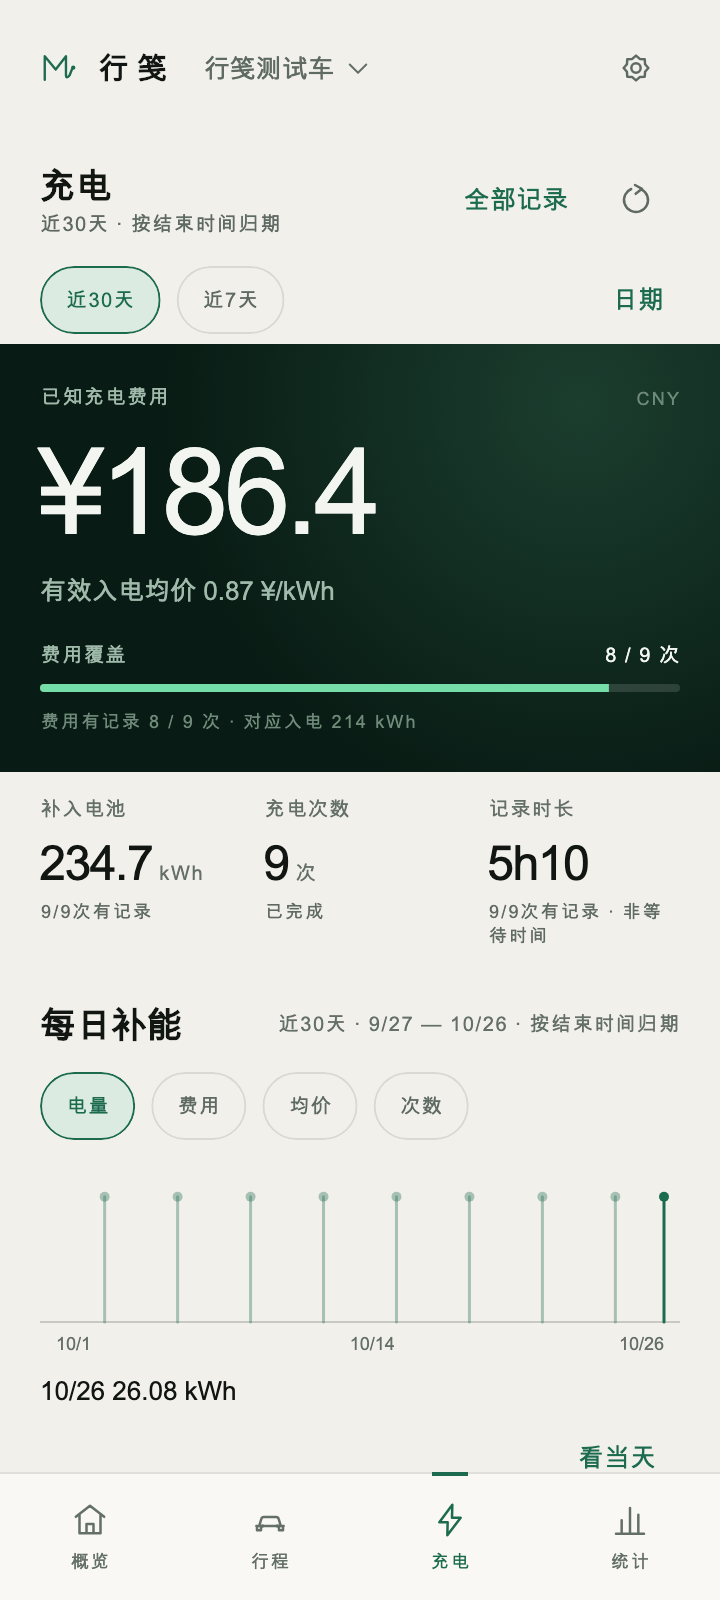 行笺 行笺测试车
充电
近30天 · 按结束时间归期
全部记录
近30天 近7天 日期
已知充电费用 CNY
¥186.4
有效入电均价 0.87 ¥/kWh
费用覆盖 8 / 9 次
费用有记录 8 / 9 次 · 对应入电 214 kWh
补入电池 充电次数 记录时长
234.7 kWh 9 次 5h10
9/9次有记录 已完成 9/9次有记录 · 非等
待时间
每日补能 近30天 · 9/27 — 10/26 · 按结束时间归期
电量 费用 均价 次数
10/1 10/14 10/26
10/26 26.08 kWh
看当天
概览 行程 充电 统计